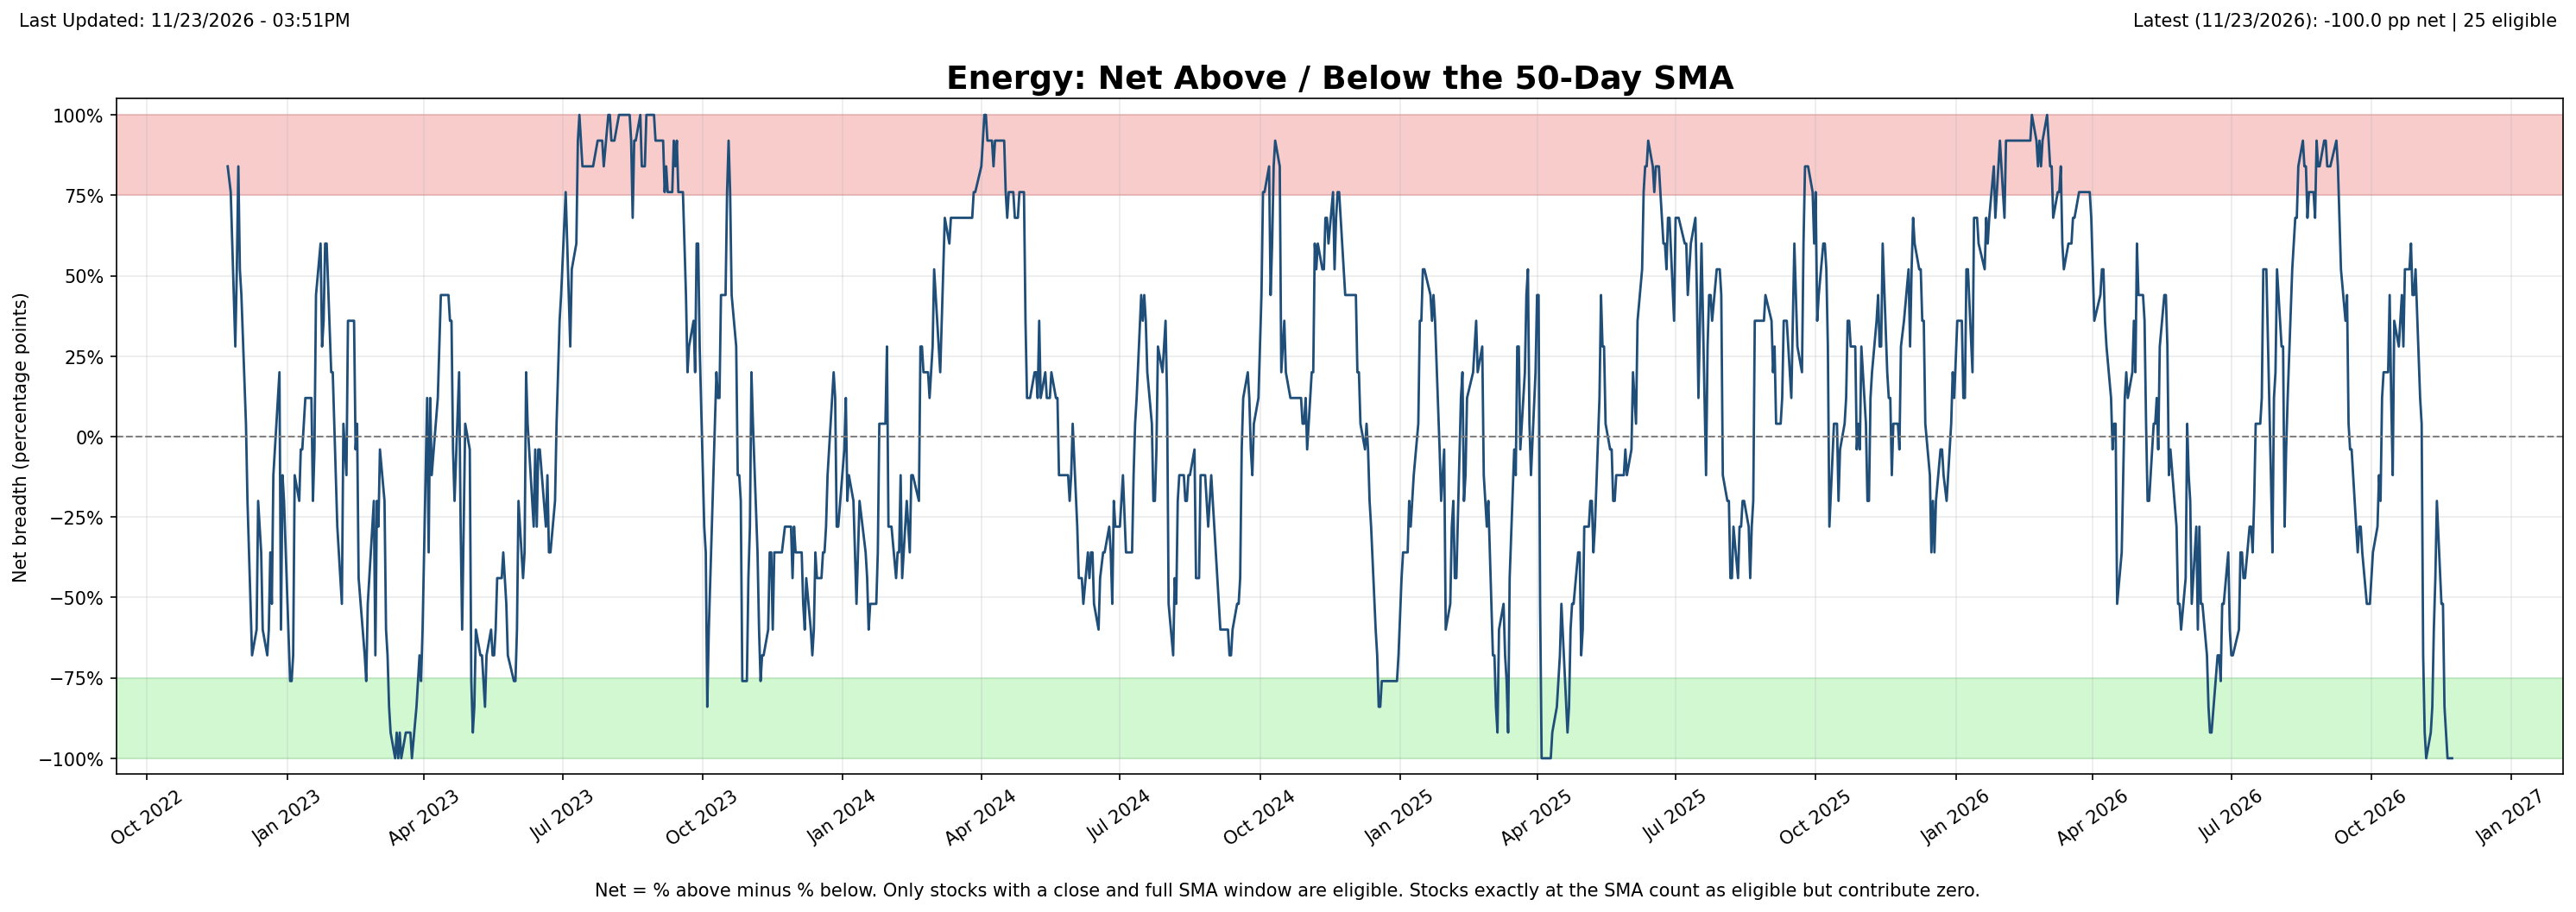 Last Updated: 11/23/2026 - 03:51PM
Latest (11/23/2026): -100.0 pp net | 25 eligible
Energy: Net Above / Below the 50-Day SMA
Net breadth (percentage points)
100%
75%
50%
25%
0%
−25%
−50%
−75%
−100%
Oct 2022
Jan 2023
Apr 2023
Jul 2023
Oct 2023
Jan 2024
Apr 2024
Jul 2024
Oct 2024
Jan 2025
Apr 2025
Jul 2025
Oct 2025
Jan 2026
Apr 2026
Jul 2026
Oct 2026
Jan 2027
Net = % above minus % below. Only stocks with a close and full SMA window are eligible. Stocks exactly at the SMA count as eligible but contribute zero.